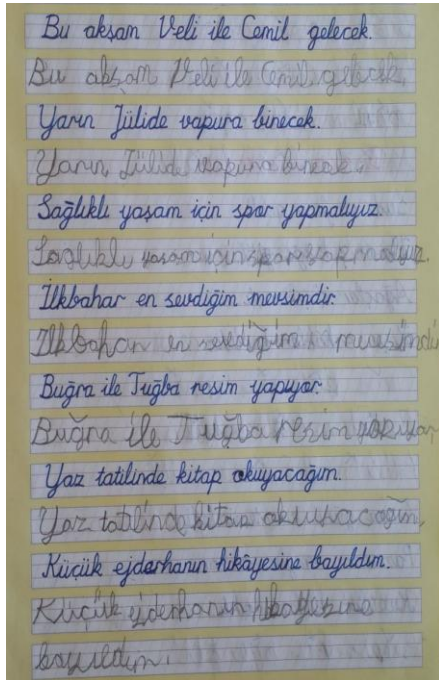 Bu akşam Veli ile Cemil gelecek.
Bu akşam Veli ile Cemil gelecek.
Yarın Jülide vapura binecek.
Yarın Jülide vapura binecek.
Sağlıklı yaşam için spor yapmalıyız.
Sağlıklı yaşam için spor yapmalıyız.
İlkbahar en sevdiğim mevsimdir.
İlkbahar en sevdiğim mevsimdir
Buğra ile Tuğba resim yapıyor.
Buğra ile Tuğba resim yapıyor
Yaz tatilinde kitap okuyacağım.
Yaz tatilinde kitap okuyacağım.
Küçük ejderhanın hikâyesine bayıldım.
Küçük ejderhanın
bayıldım.